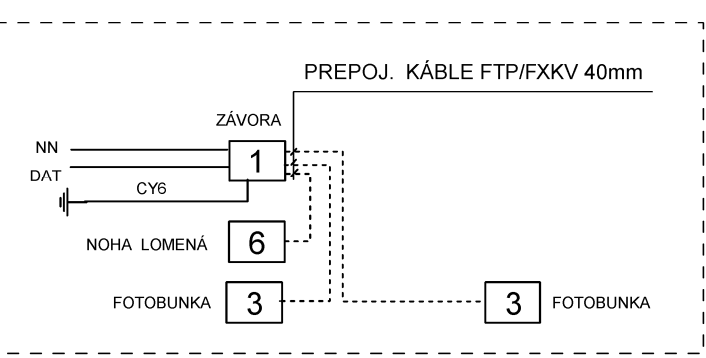 PREPOJ. KÁBLE FTP/FXKV 40mm
ZÁVORA
NN
1
DAT
CY6
NOHA LOMENÁ 6
FOTOBUNKA 3
3 FOTOBUNKA